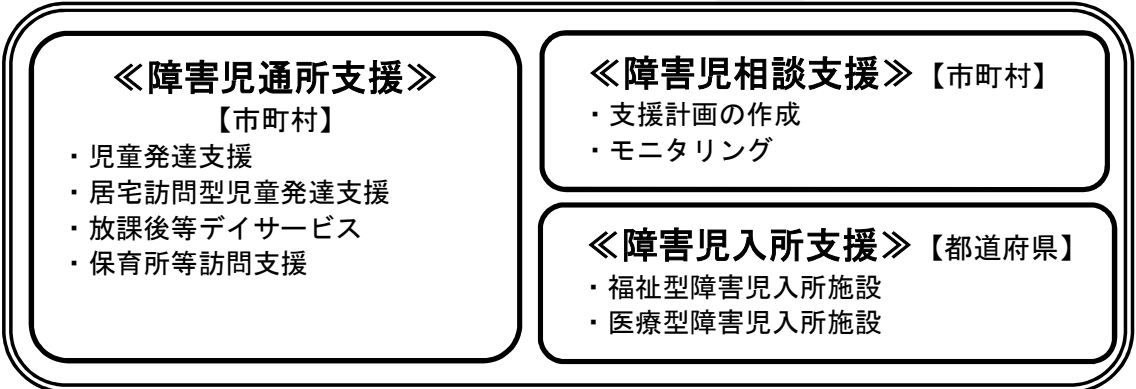 ≪障害児通所支援≫
【市町村】
・児童発達支援
・居宅訪問型児童発達支援
・放課後等デイサービス
・保育所等訪問支援
≪障害児相談支援≫【市町村】
・支援計画の作成
・モニタリング
≪障害児入所支援≫【都道府県】
・福祉型障害児入所施設
・医療型障害児入所施設